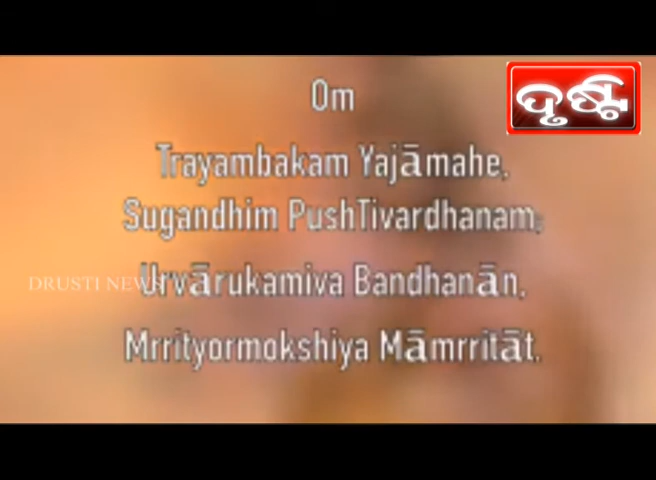 Om
ଦୃଷ୍ଟି
Trayambakam Yajāmahe,
Sugandhim PushTivardhanam,
DRUSTI NEWS
Urvārukamiva Bandhanān,
Mrrityormokshiya Māmrritāt.